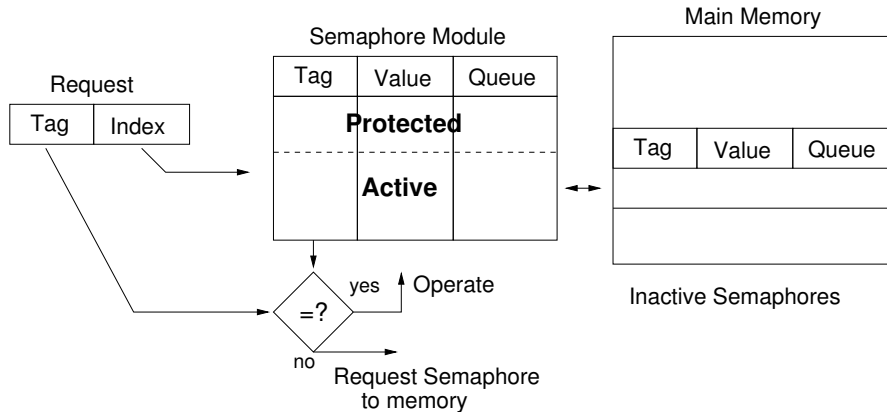 Main Memory
Semaphore Module
Tag Value Queue
Request
Tag Index
Protected
Tag Value Queue
Active
yes Operate
=?
Inactive Semaphores
no
Request Semaphore
to memory